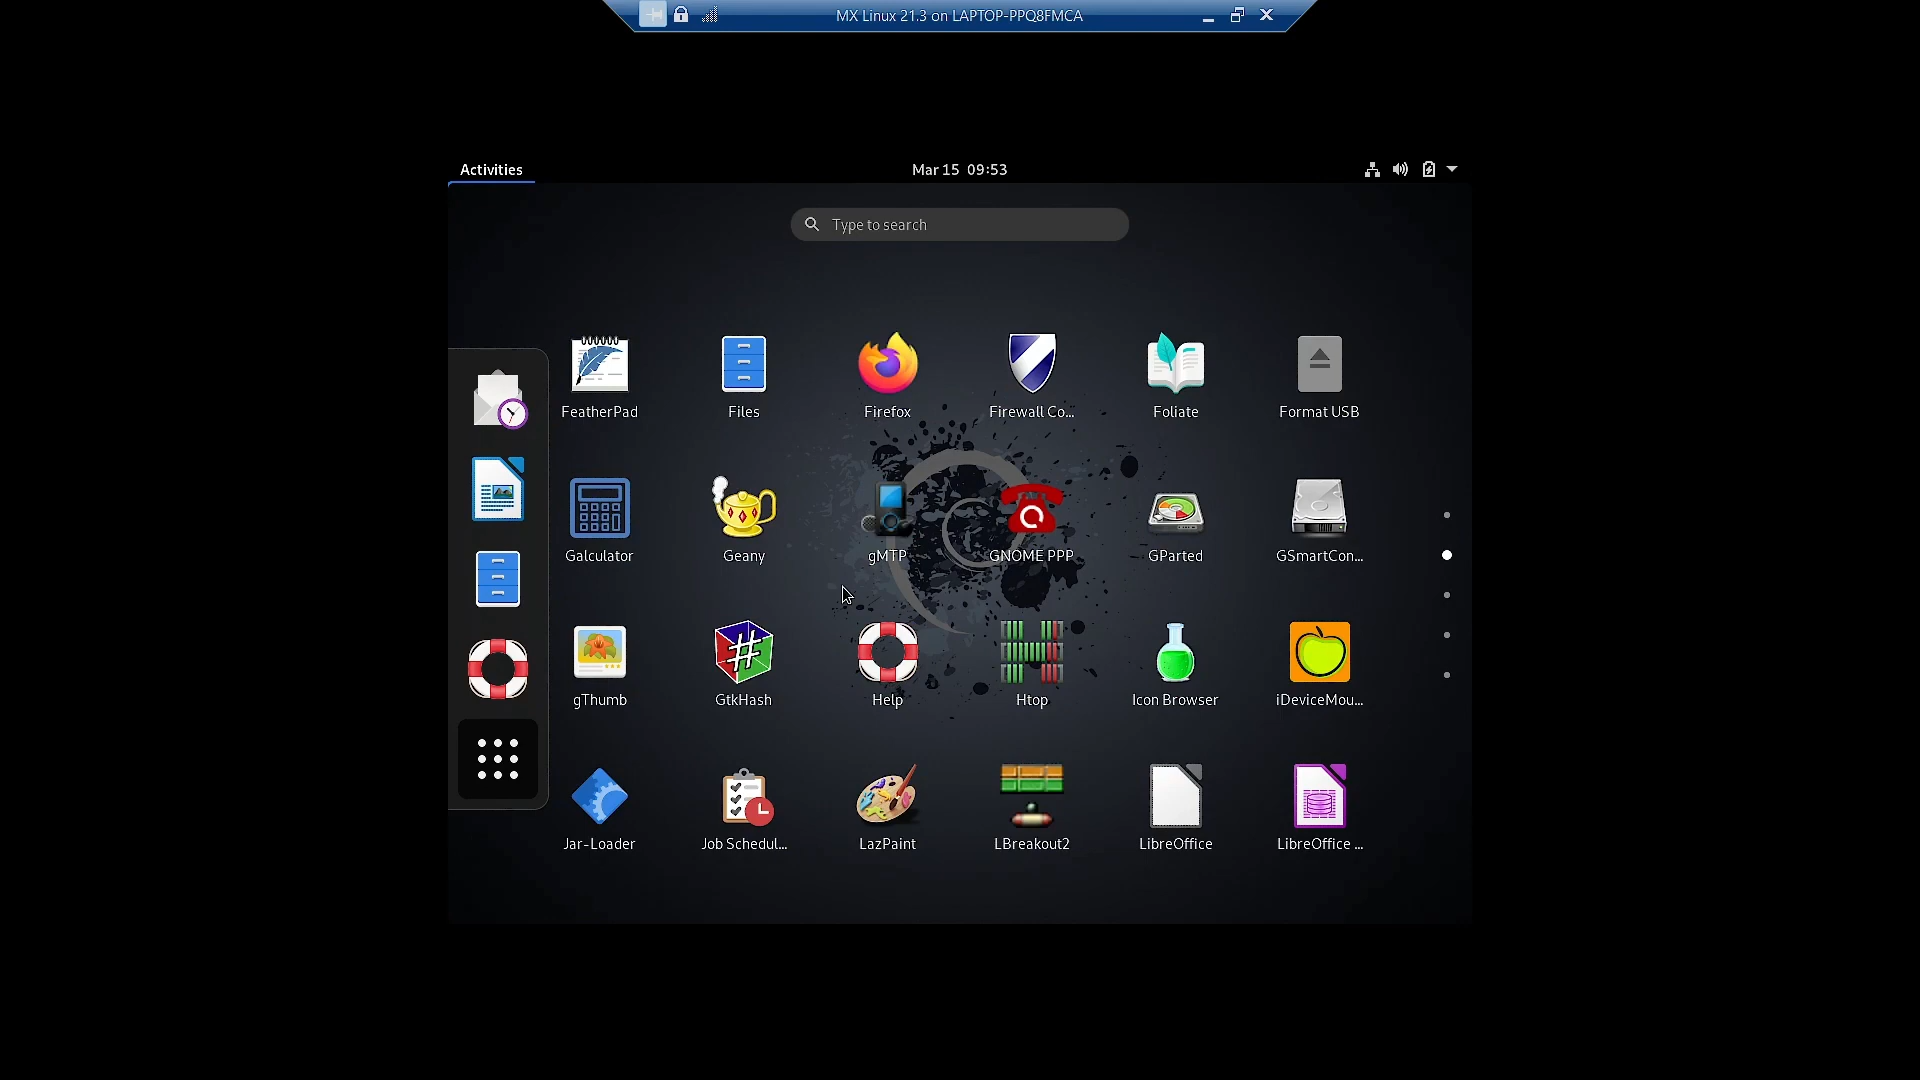 MX Linux 21.3 on LAPTOP-PPQ8FMCA
Activities
Mar 15 09:53
Type to search
FeatherPad
Files
Firefox
Firewall Co...
Foliate
Format USB
Galculator
Geany
gMTP
GNOME PPP
GParted
GSmartCon...
gThumb
GtkHash
Help
Htop
Icon Browser
iDeviceMou...
Jar-Loader
Job Schedul...
LazPaint
LBreakout2
LibreOffice
LibreOffice ...